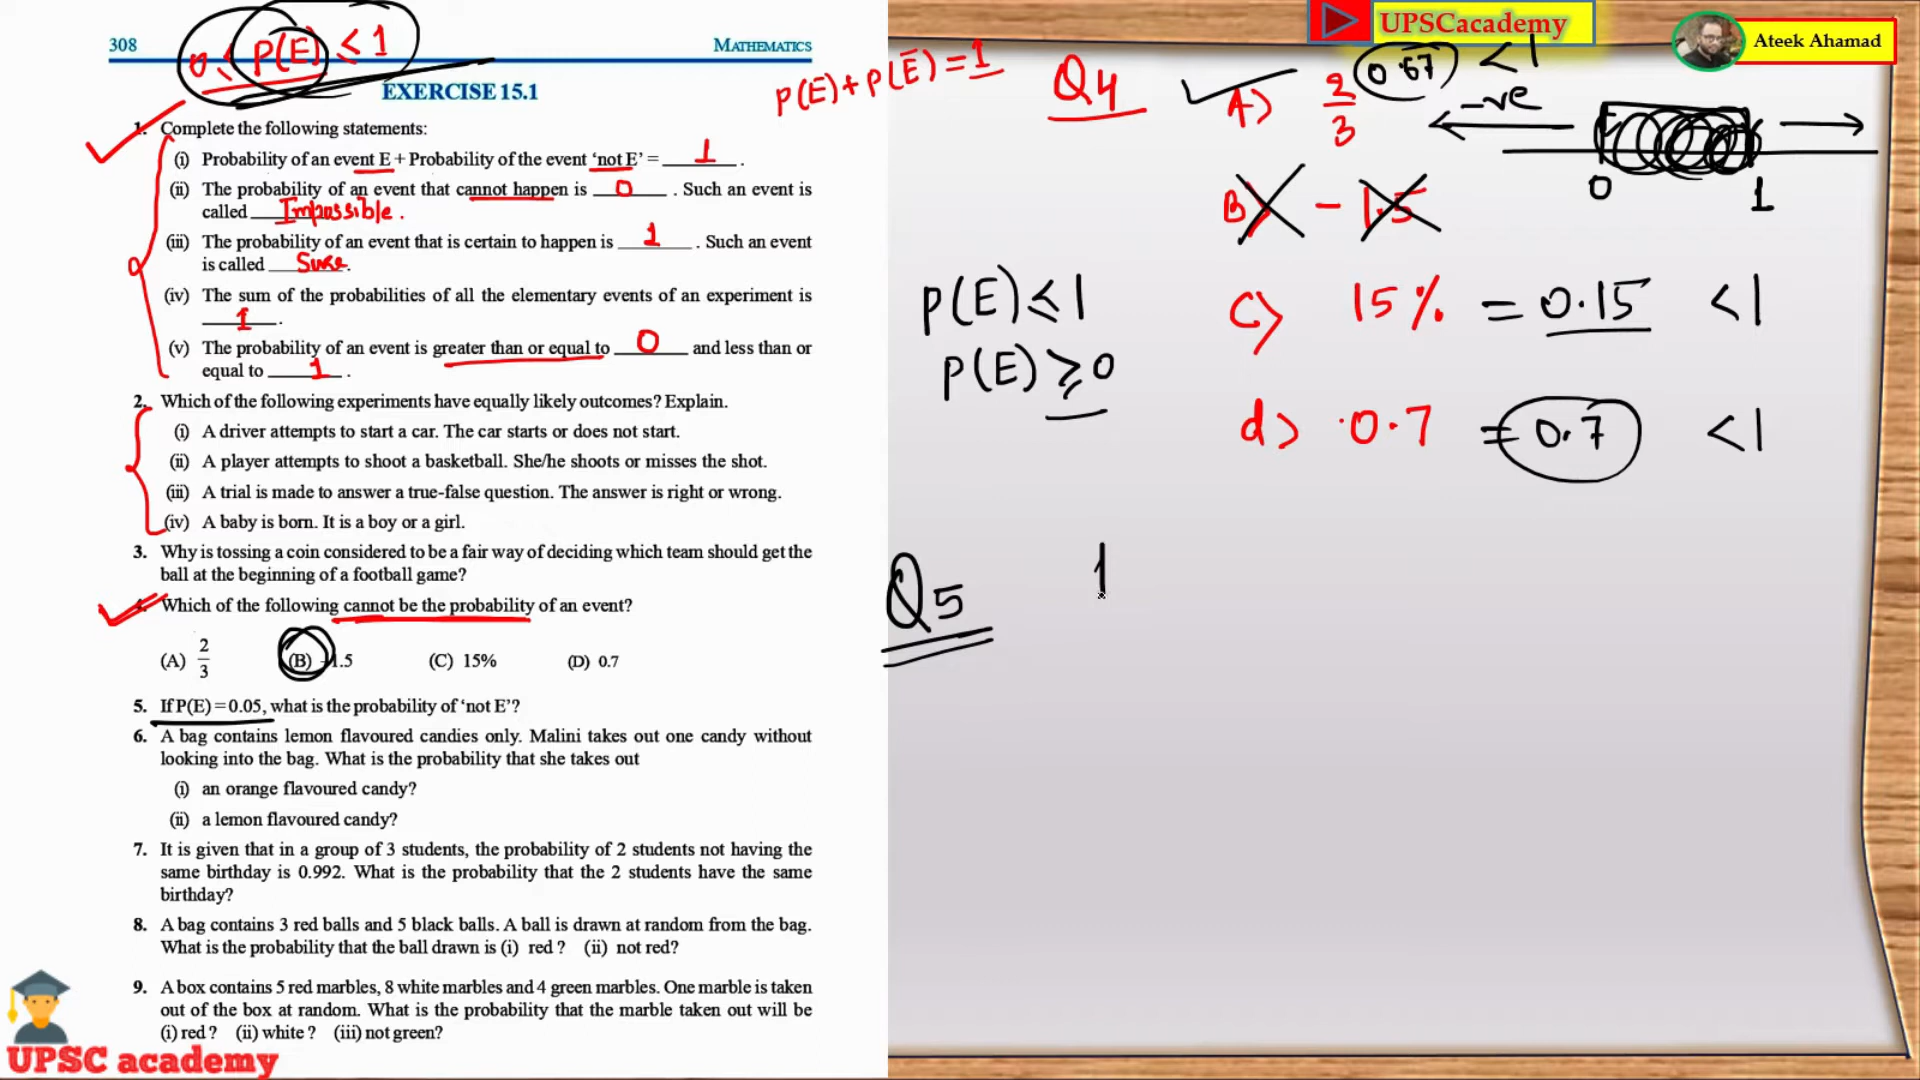 308
0 ≤ P(E) ≤ 1
MATHEMATICS
EXERCISE 15.1
1. Complete the following statements:
(i) Probability of an event E + Probability of the event ‘not E’ = 1 .
(ii) The probability of an event that cannot happen is 0 . Such an event is
called Impossible.
(iii) The probability of an event that is certain to happen is 1 . Such an event
is called Sure.
(iv) The sum of the probabilities of all the elementary events of an experiment is
1 .
(v) The probability of an event is greater than or equal to 0 and less than or
equal to 1 .
2. Which of the following experiments have equally likely outcomes? Explain.
(i) A driver attempts to start a car. The car starts or does not start.
(ii) A player attempts to shoot a basketball. She/he shoots or misses the shot.
(iii) A trial is made to answer a true-false question. The answer is right or wrong.
(iv) A baby is born. It is a boy or a girl.
3. Why is tossing a coin considered to be a fair way of deciding which team should get the
ball at the beginning of a football game?
4. Which of the following cannot be the probability of an event?
(A) 2/3 (B) –1.5 (C) 15% (D) 0.7
5. If P(E) = 0.05, what is the probability of ‘not E’?
6. A bag contains lemon flavoured candies only. Malini takes out one candy without
looking into the bag. What is the probability that she takes out
(i) an orange flavoured candy?
(ii) a lemon flavoured candy?
7. It is given that in a group of 3 students, the probability of 2 students not having the
same birthday is 0.992. What is the probability that the 2 students have the same
birthday?
8. A bag contains 3 red balls and 5 black balls. A ball is drawn at random from the bag.
What is the probability that the ball drawn is (i) red ? (ii) not red?
9. A box contains 5 red marbles, 8 white marbles and 4 green marbles. One marble is taken
out of the box at random. What is the probability that the marble taken out will be
(i) red ? (ii) white ? (iii) not green?
UPSC academy
UPSCacademy
Ateek Ahamad
P(E) + P(Ē) = 1
Q4
A) 2/3 0.67 < 1
-ve
0 1
B) - 1.5
P(E) ≤ 1
P(E) ≥ 0
C) 15% = 0.15 < 1
d) 0.7 = 0.7 < 1
Q5
1